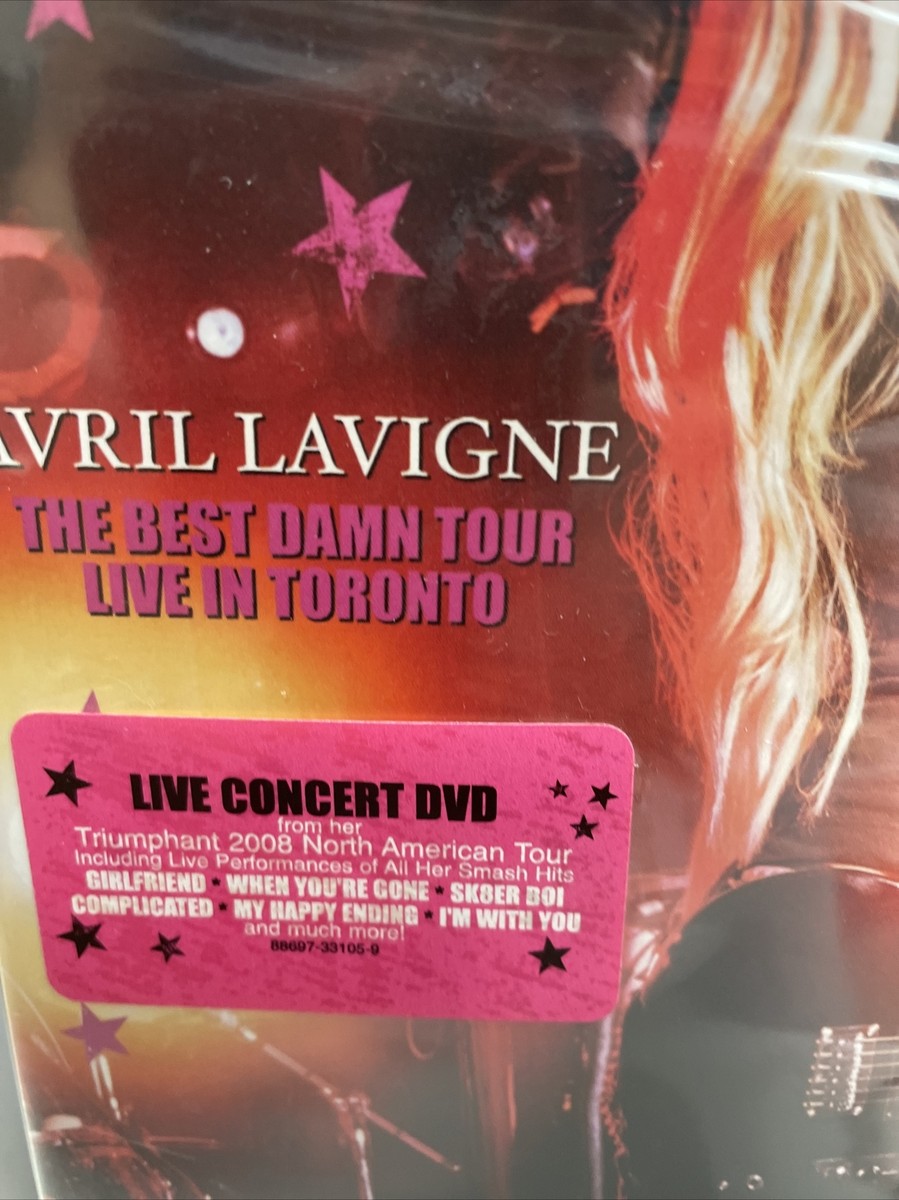 AVRIL LAVIGNE
THE BEST DAMN TOUR
LIVE IN TORONTO
LIVE CONCERT DVD
from her
Triumphant 2008 North American Tour
Including Live Performances of All Her Smash Hits
GIRLFRIEND * WHEN YOU'RE GONE * SK8ER BOI
COMPLICATED * MY HAPPY ENDING * I'M WITH YOU
and much more!
88697-33105-9